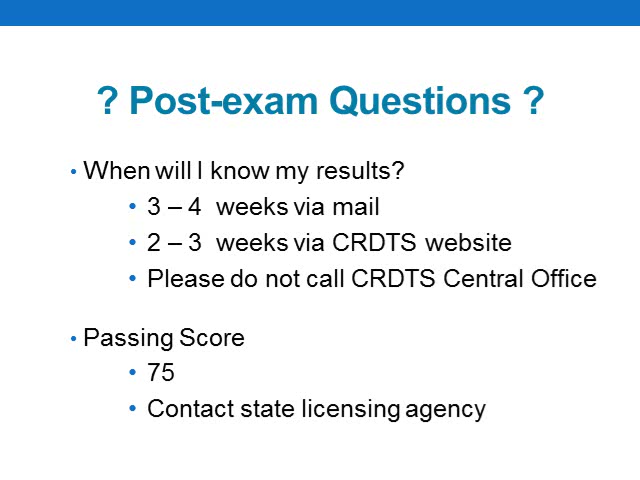 ? Post-exam Questions ?
• When will I know my results?
• 3 – 4  weeks via mail
• 2 – 3  weeks via CRDTS website
• Please do not call CRDTS Central Office
• Passing Score
• 75
• Contact state licensing agency